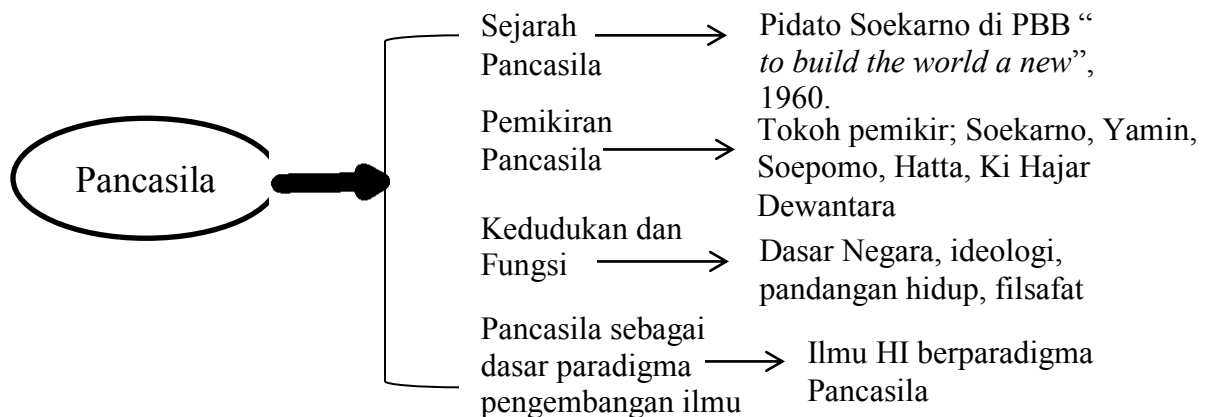 Pancasila
Sejarah
Pancasila
Pidato Soekarno di PBB “
to build the world a new”,
1960.
Pemikiran
Pancasila
Tokoh pemikir; Soekarno, Yamin,
Soepomo, Hatta, Ki Hajar
Dewantara
Kedudukan dan
Fungsi
Dasar Negara, ideologi,
pandangan hidup, filsafat
Pancasila sebagai
dasar paradigma
pengembangan ilmu
Ilmu HI berparadigma
Pancasila